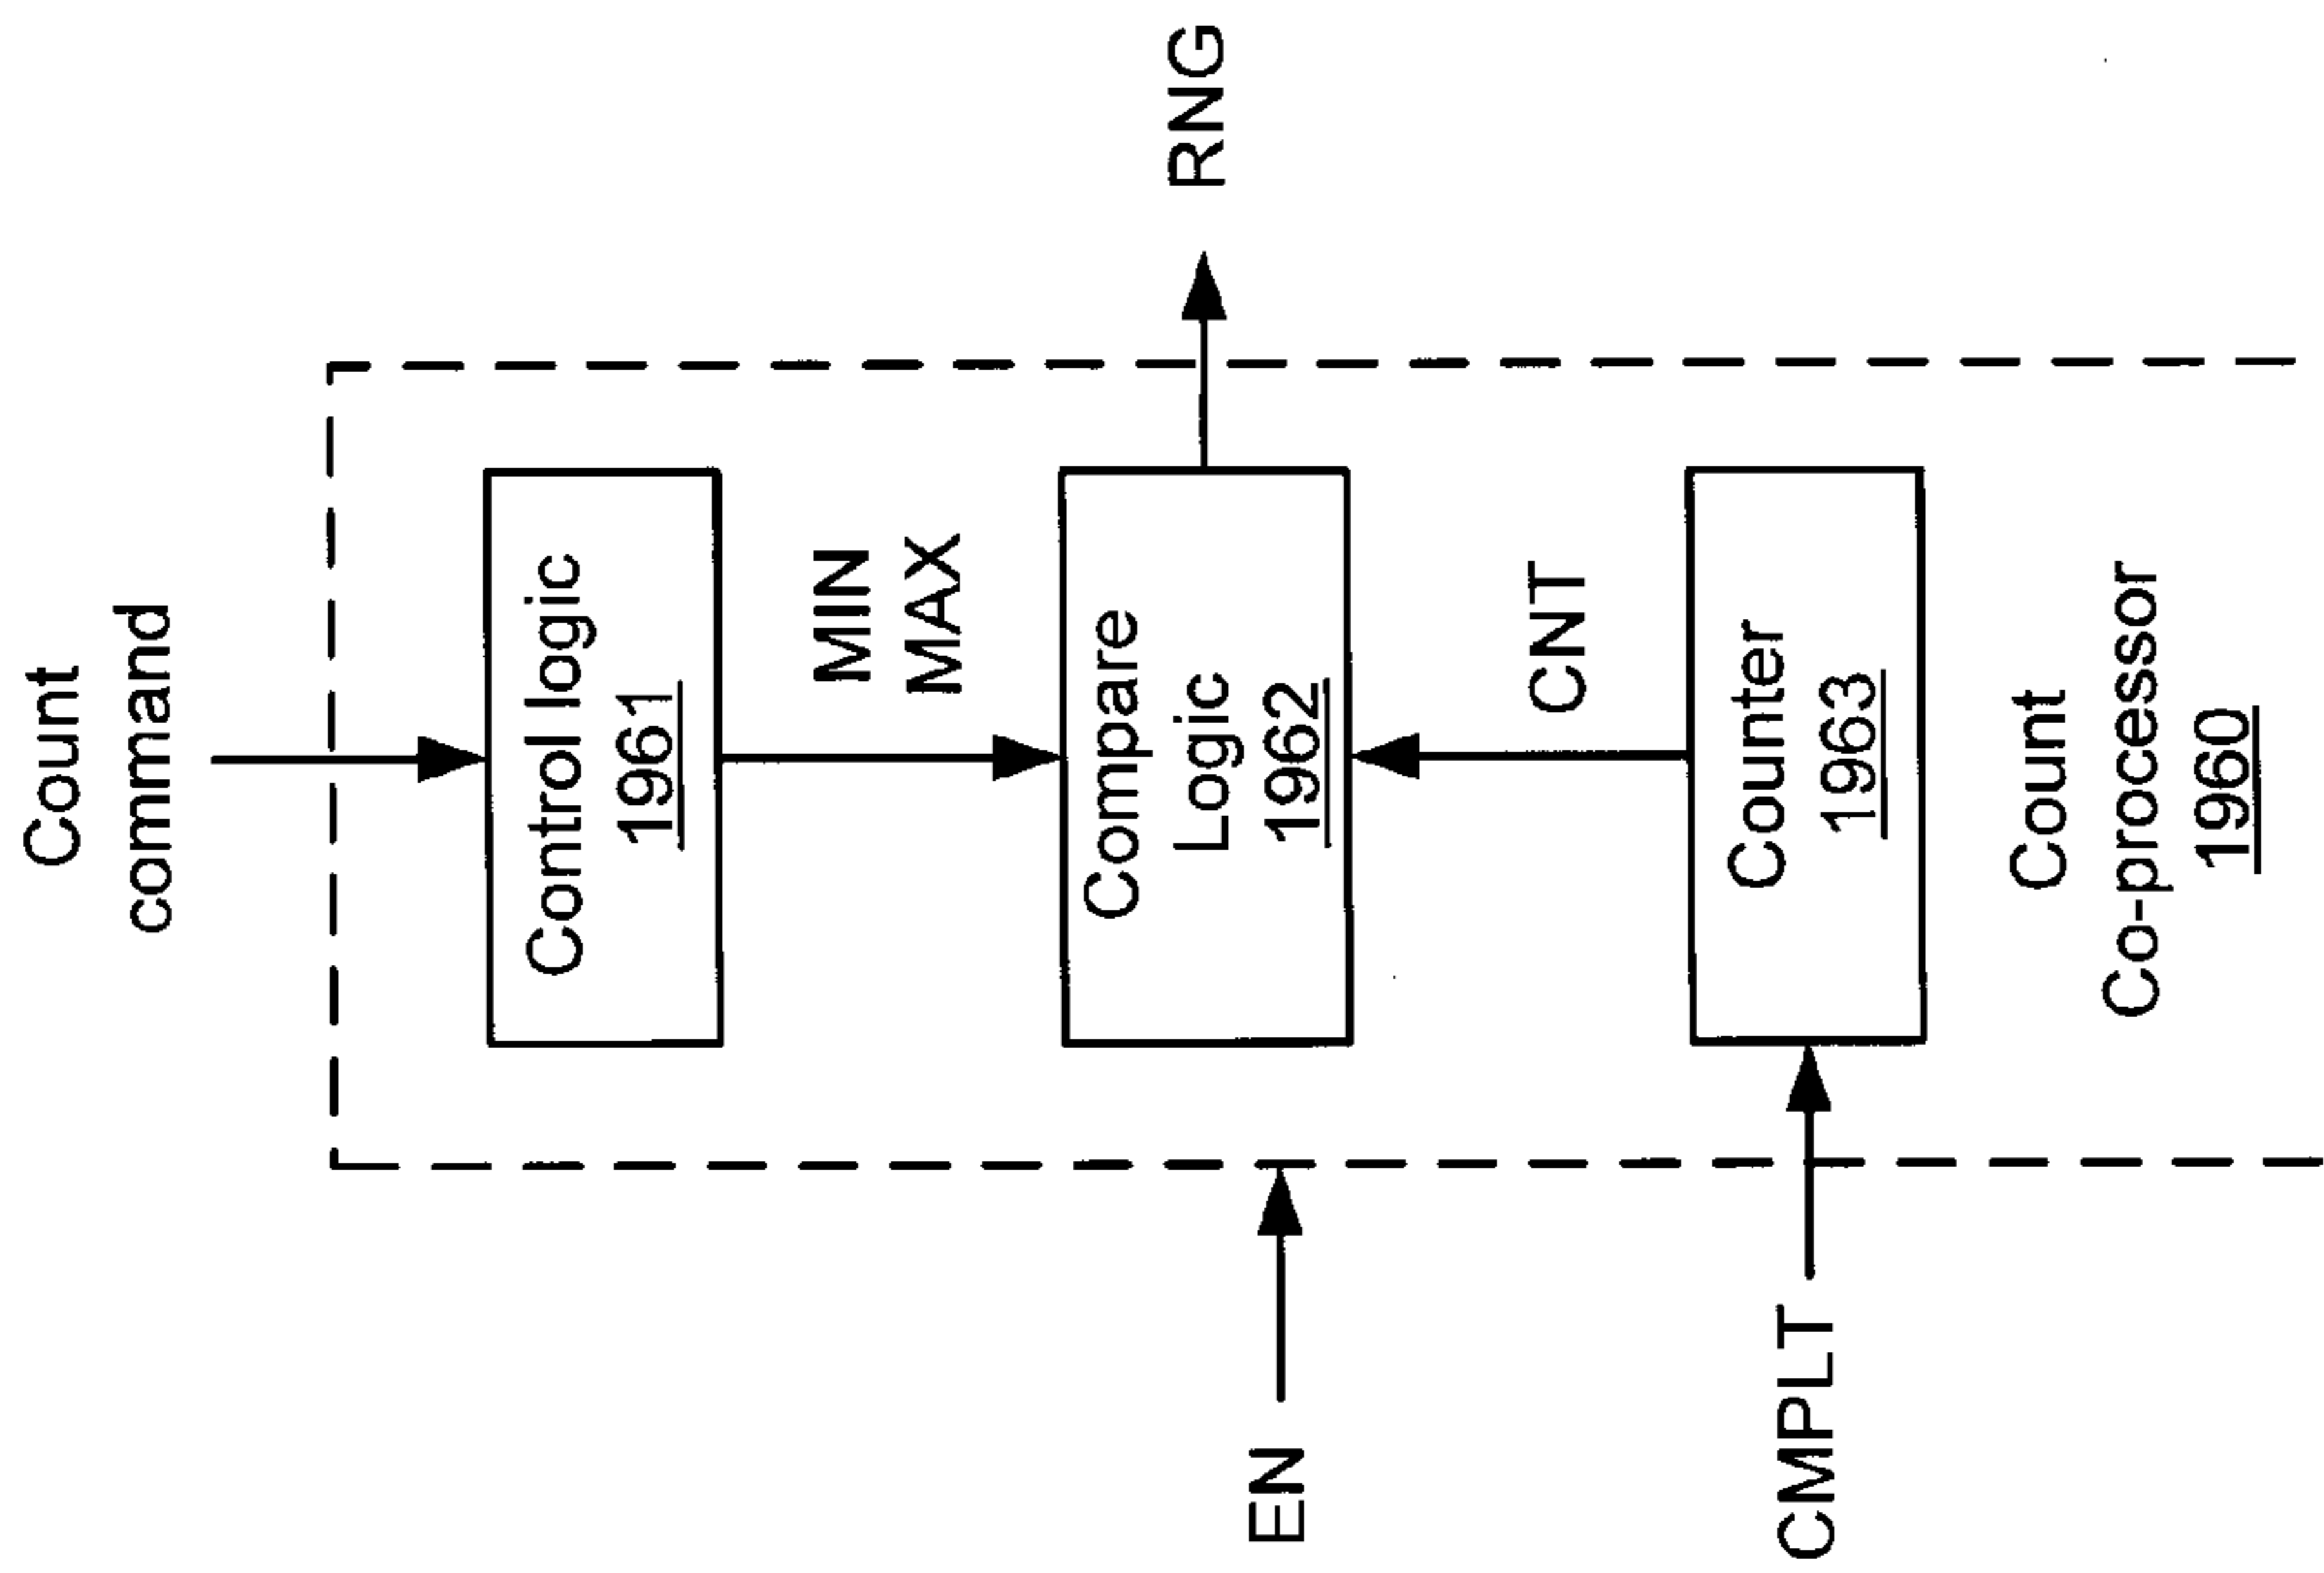 Count
command
Control logic
1961
MIN
MAX
RNG
Compare
Logic
1962
EN
CNT
Counter
1963
CMPLT
Count
Co-processor
1960